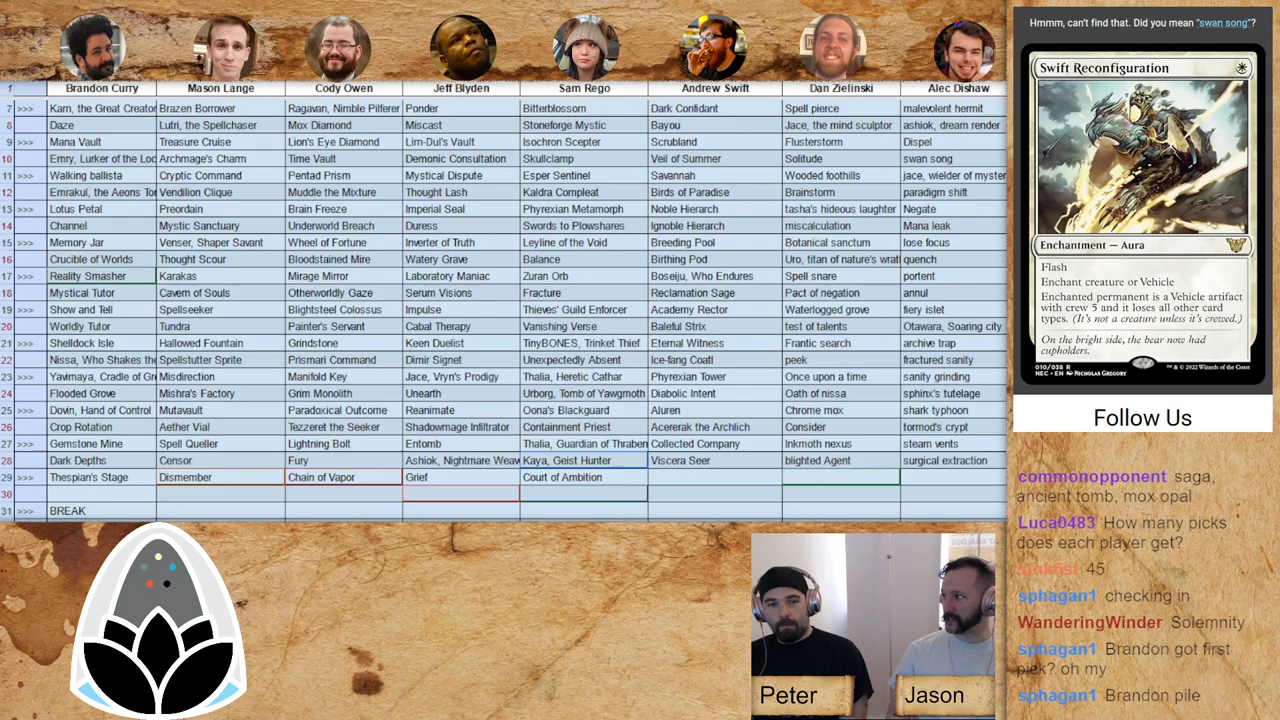 Hmmm, can't find that. Did you mean "swan song"?
Brandon Curry Mason Lange Cody Owen Jeff Blyden Sam Rego Andrew Swift Dan Zielinski Alec Dishaw
7 >>> Karn, the Great Creator Brazen Borrower Ragavan, Nimble Pilferer Ponder Bitterblossom Dark Confidant Spell pierce malevolent hermit
8 Daze Lutri, the Spellchaser Mox Diamond Miscast Stoneforge Mystic Bayou Jace, the mind sculptor ashiok, dream render
9 >>> Mana Vault Treasure Cruise Lion's Eye Diamond Lim-Dul's Vault Isochron Scepter Scrubland Flusterstorm Dispel
10 Emry, Lurker of the Loc Archmage's Charm Time Vault Demonic Consultation Skullclamp Veil of Summer Solitude swan song
11 >>> Walking ballista Cryptic Command Pentad Prism Mystical Dispute Esper Sentinel Savannah Wooded foothills jace, wielder of myster
12 Emrakul, the Aeons Tor Vendilion Clique Muddle the Mixture Thought Lash Kaldra Compleat Birds of Paradise Brainstorm paradigm shift
13 >>> Lotus Petal Preordain Brain Freeze Imperial Seal Phyrexian Metamorph Noble Hierarch tasha's hideous laughter Negate
14 Channel Mystic Sanctuary Underworld Breach Duress Swords to Plowshares Ignoble Hierarch miscalculation Mana leak
15 >>> Memory Jar Venser, Shaper Savant Wheel of Fortune Inverter of Truth Leyline of the Void Breeding Pool Botanical sanctum lose focus
16 Crucible of Worlds Thought Scour Bloodstained Mire Watery Grave Balance Birthing Pod Uro, titan of nature's wrat quench
17 >>> Reality Smasher Karakas Mirage Mirror Laboratory Maniac Zuran Orb Boseiju, Who Endures Spell snare portent
18 Mystical Tutor Cavern of Souls Otherworldly Gaze Serum Visions Fracture Reclamation Sage Pact of negation annul
19 >>> Show and Tell Spellseeker Blightsteel Colossus Impulse Thieves' Guild Enforcer Academy Rector Waterlogged grove fiery islet
20 Worldly Tutor Tundra Painter's Servant Cabal Therapy Vanishing Verse Baleful Strix test of talents Otawara, Soaring city
21 >>> Shelldock Isle Hallowed Fountain Grindstone Keen Duelist TinyBONES, Trinket Thief Eternal Witness Frantic search archive trap
22 Nissa, Who Shakes the Spellstutter Sprite Prismari Command Dimir Signet Unexpectedly Absent Ice-fang Coatl peek fractured sanity
23 >>> Yavimaya, Cradle of Gr Misdirection Manifold Key Jace, Vryn's Prodigy Thalia, Heretic Cathar Phyrexian Tower Once upon a time sanity grinding
24 Flooded Grove Mishra's Factory Grim Monolith Unearth Urborg, Tomb of Yawgmoth Diabolic Intent Oath of nissa sphinx's tutelage
25 >>> Dovin, Hand of Control Mutavault Paradoxical Outcome Reanimate Oona's Blackguard Aluren Chrome mox shark typhoon
26 Crop Rotation Aether Vial Tezzeret the Seeker Shadowmage Infiltrator Containment Priest Acererak the Archlich Consider tormod's crypt
27 >>> Gemstone Mine Spell Queller Lightning Bolt Entomb Thalia, Guardian of Thraben Collected Company Inkmoth nexus steam vents
28 Dark Depths Censor Fury Ashiok, Nightmare Weav Kaya, Geist Hunter Viscera Seer blighted Agent surgical extraction
29 >>> Thespian's Stage Dismember Chain of Vapor Grief Court of Ambition
30
31 >>> BREAK
Swift Reconfiguration
Enchantment — Aura
Flash
Enchant creature or Vehicle
Enchanted permanent is a Vehicle artifact
with crew 5 and it loses all other card
types. (It's not a creature unless it's crewed.)
On the bright side, the bear now had
cupholders.
010/038 R
NEC • EN NICHOLAS GREGORY
™ & © 2022 Wizards of the Coast
Follow Us
commonopponent saga,
ancient tomb, mox opal
Luca0483 How many picks
does each player get?
45
sphagan1 checking in
WanderingWinder Solemnity
sphagan1 Brandon got first
pick? oh my
sphagan1 Brandon pile
Peter
Jason